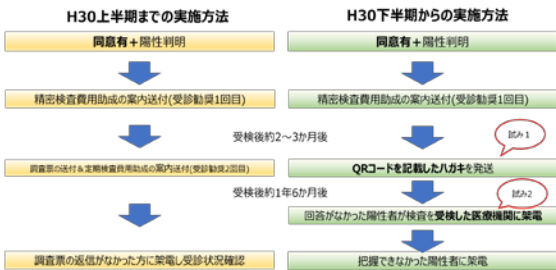 H30上半期までの実施方法
同意有＋陽性判明
精密検査費用助成の案内送付(受診勧奨1回目)
調査票の送付&定期検査費用助成の案内送付(受診勧奨2回目)
調査票の返信がなかった方に架電し受診状況確認
受検後約2～3か月後
受検後約1年6か月後
H30下半期からの実施方法
同意有＋陽性判明
精密検査費用助成の案内送付(受診勧奨1回目)
試み1
QRコードを記載したハガキを発送
試み2
回答がなかった陽性者が検査を受検した医療機関に架電
把握できなかった陽性者に架電